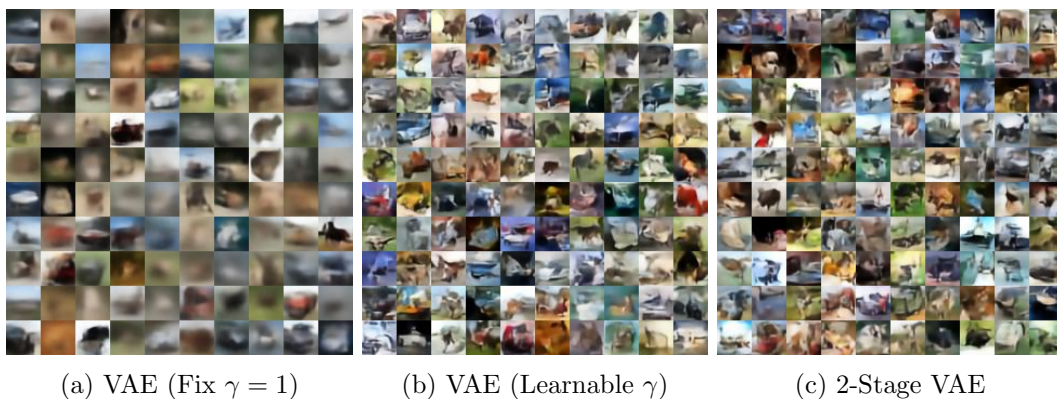 (a) VAE (Fix γ = 1)
(b) VAE (Learnable γ)
(c) 2-Stage VAE